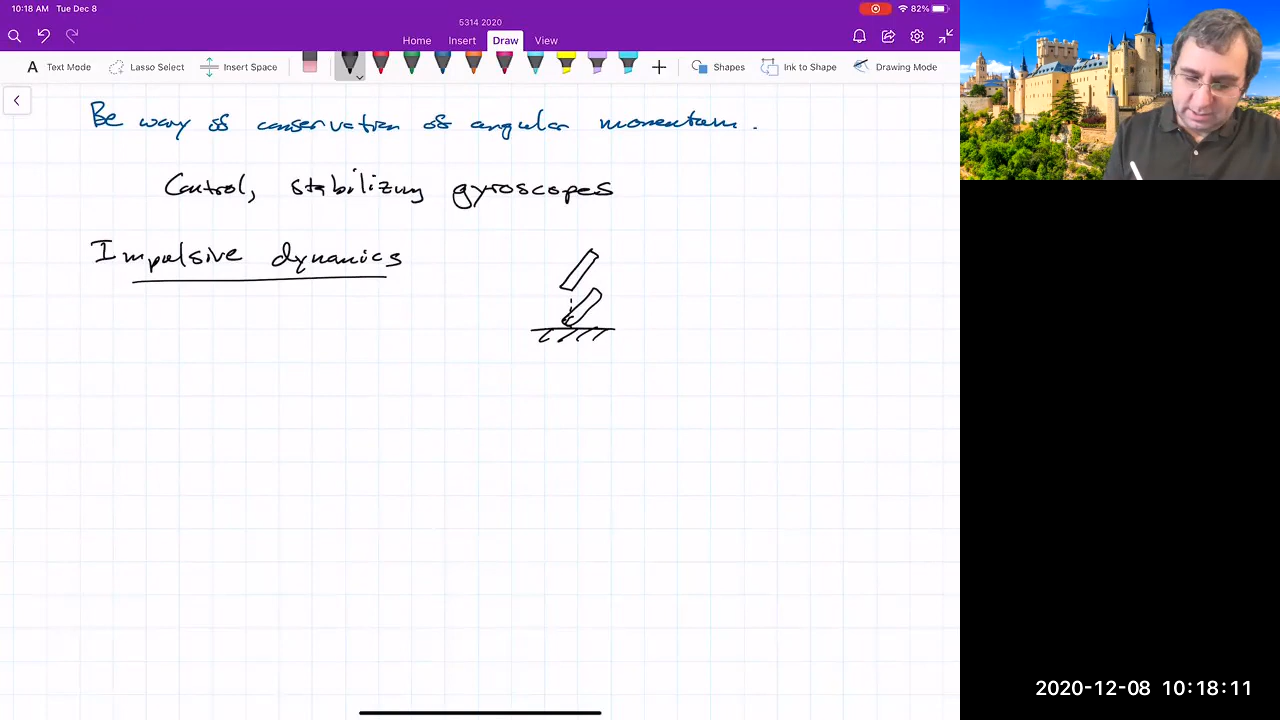 10:18 AM Tue Dec 8
82%
5314 2020
Home Insert Draw View
A Text Mode Lasso Select Insert Space Shapes Ink to Shape Drawing Mode
Be wary of conservation of angular momentum.
Control, stabilizing gyroscopes
Impulsive dynamics
2020-12-08 10:18:11